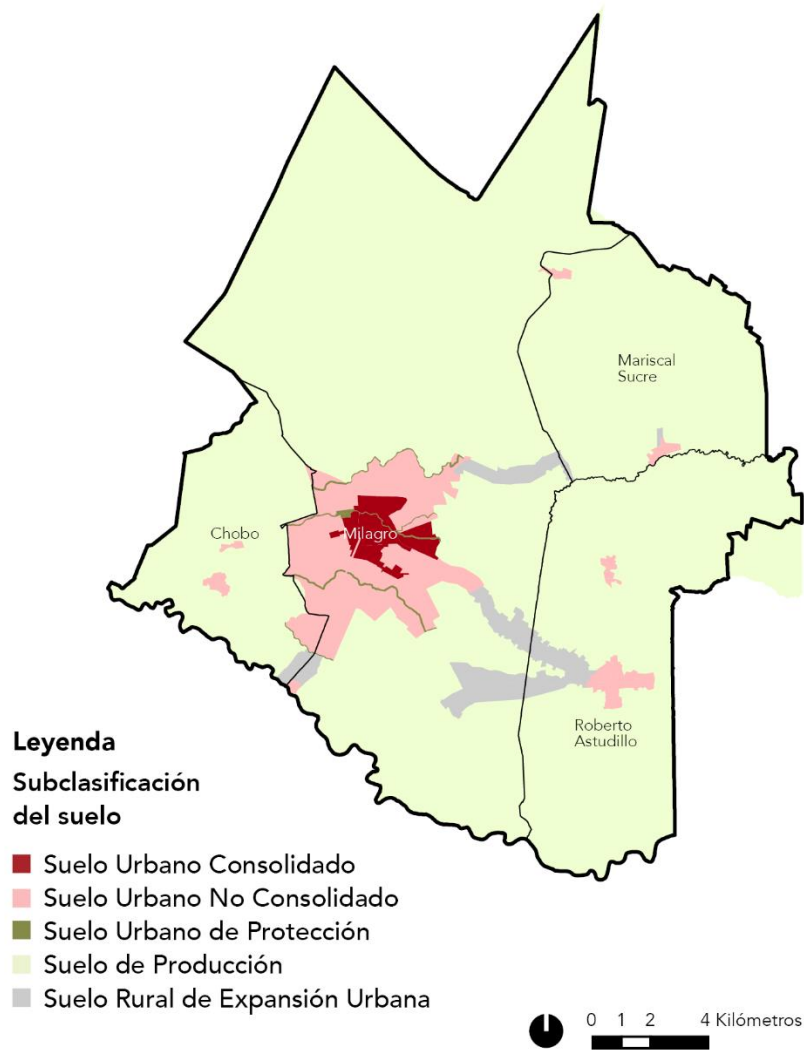 Mariscal
Sucre
Chobo
Milagro
Roberto
Astudillo
Leyenda
Subclasificación
del suelo
Suelo Urbano Consolidado
Suelo Urbano No Consolidado
Suelo Urbano de Protección
Suelo de Producción
Suelo Rural de Expansión Urbana
0 1 2 4 Kilómetros